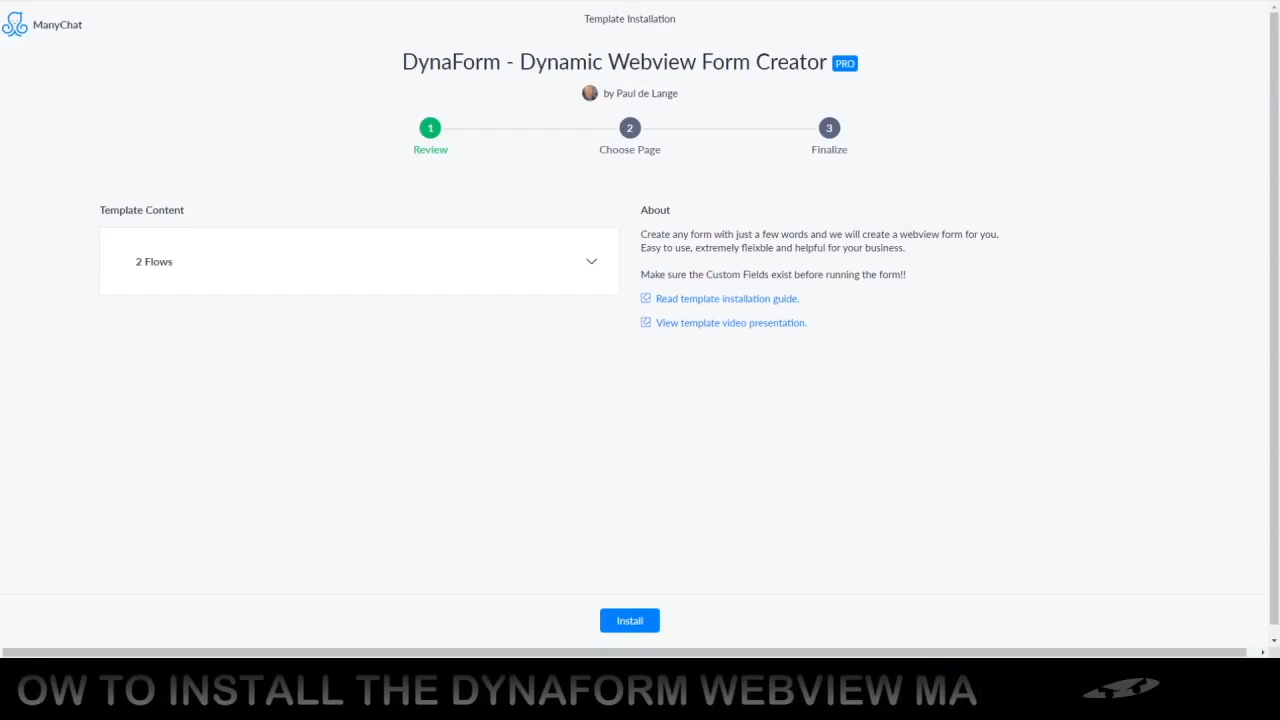 ManyChat
Template Installation
DynaForm - Dynamic Webview Form Creator PRO
by Paul de Lange
1
2
3
Review
Choose Page
Finalize
Template Content
2 Flows
About
Create any form with just a few words and we will create a webview form for you.
Easy to use, extremely fleixble and helpful for your business.
Make sure the Custom Fields exist before running the form!!
Read template installation guide.
View template video presentation.
Install
OW TO INSTALL THE DYNAFORM WEBVIEW MA